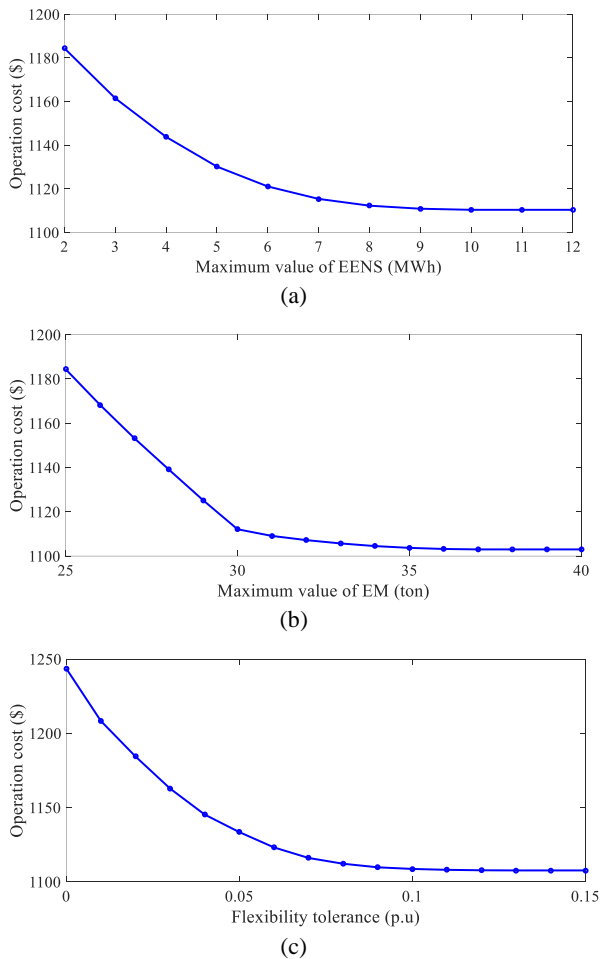 1200
1180
1160
1140
1120
1100
Operation cost ($)
2 3 4 5 6 7 8 9 10 11 12
Maximum value of EENS (MWh)
(a)
1200
1180
1160
1140
1120
1100
Operation cost ($)
25 30 35 40
Maximum value of EM (ton)
(b)
1250
1200
1150
1100
Operation cost ($)
0 0.05 0.1 0.15
Flexibility tolerance (p.u)
(c)